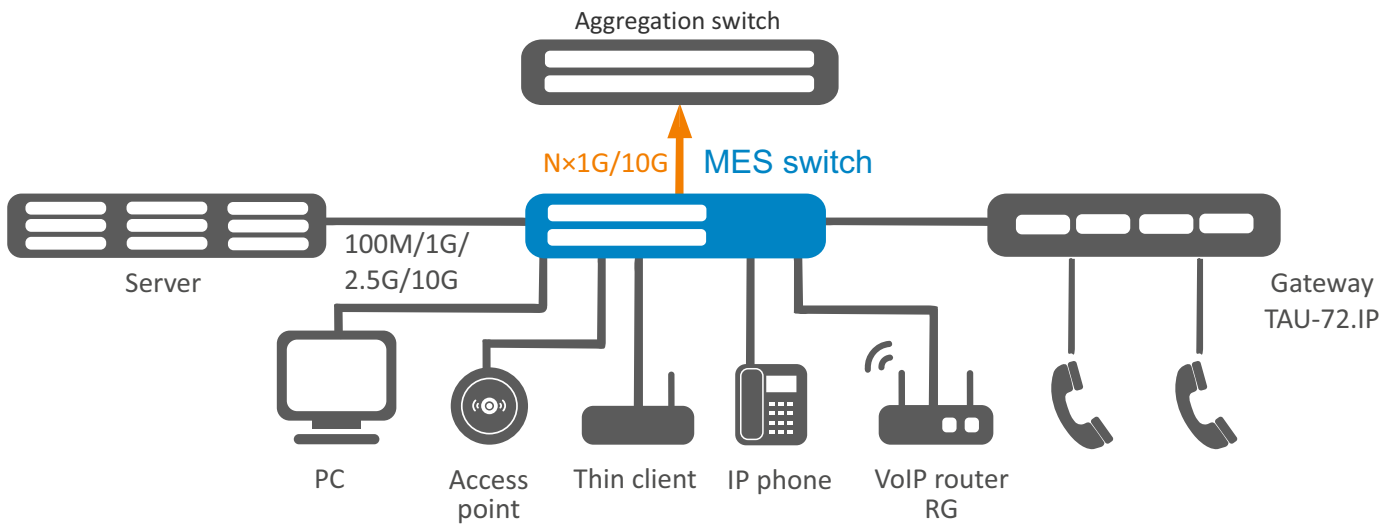 Aggregation switch
N×1G/10G
MES switch
100M/1G/
2.5G/10G
Server
Gateway
TAU-72.IP
PC
Access
point
Thin client
IP phone
VoIP router
RG